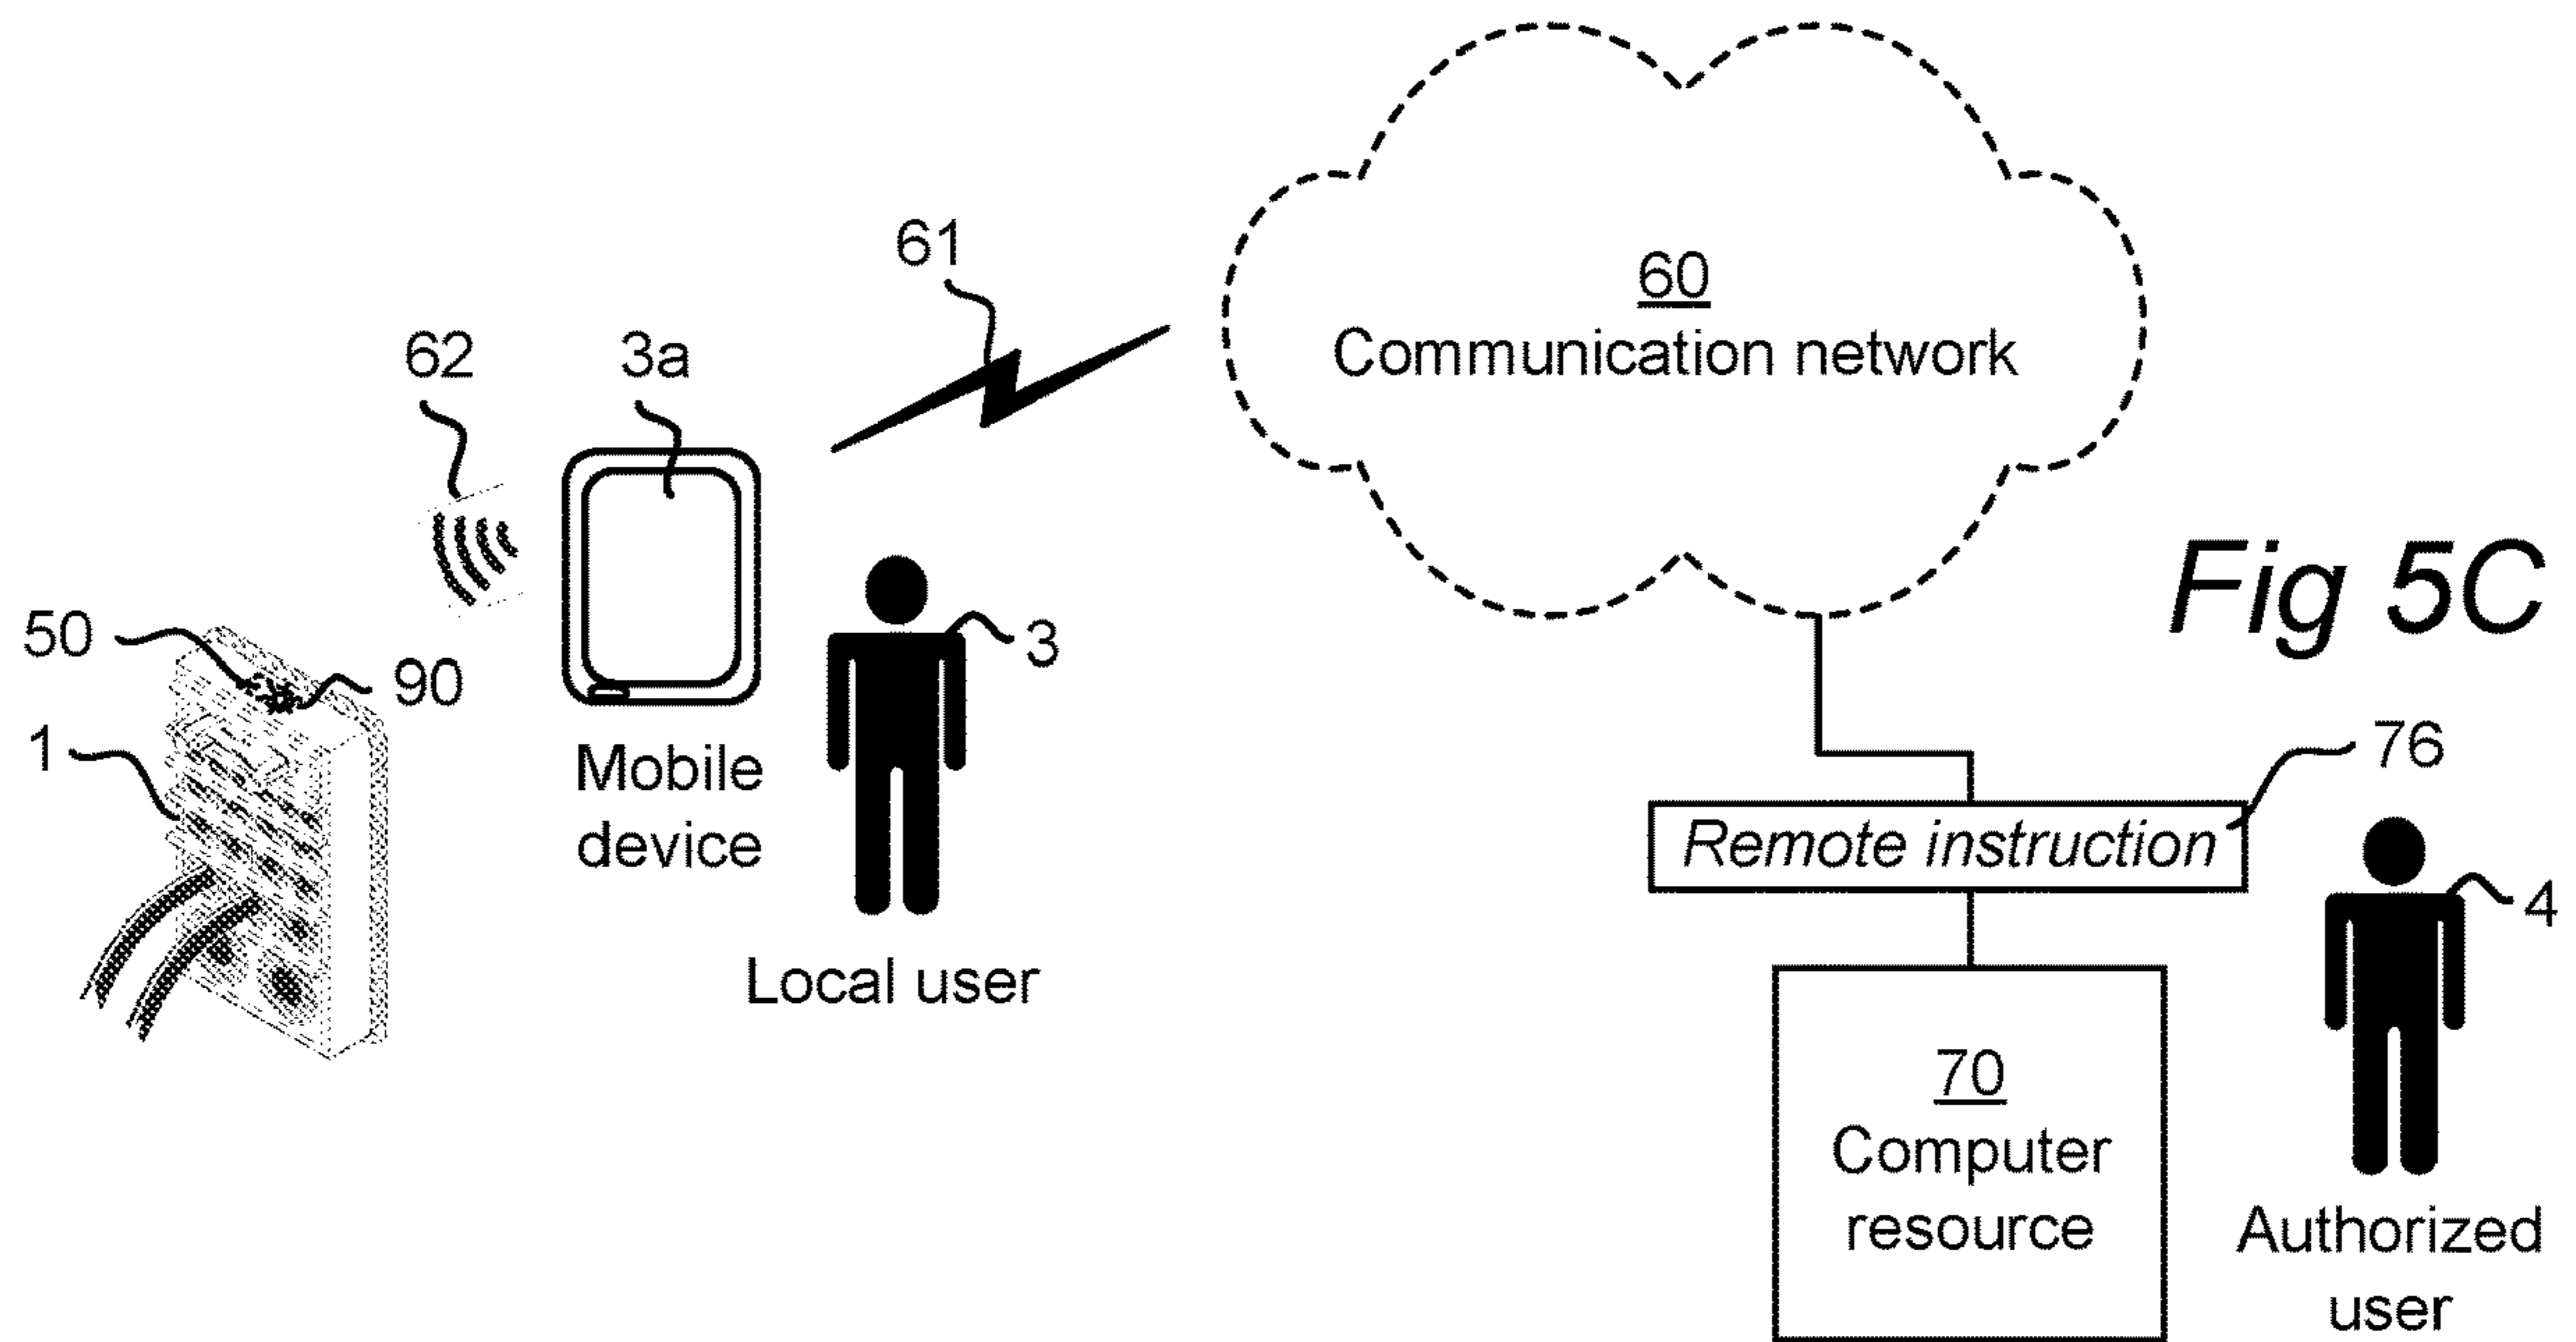 61
60
Communication network
62
3a
Fig 5C
50
90
3
1
Mobile
device
76
Remote instruction
4
Local user
70
Computer
resource
Authorized
user